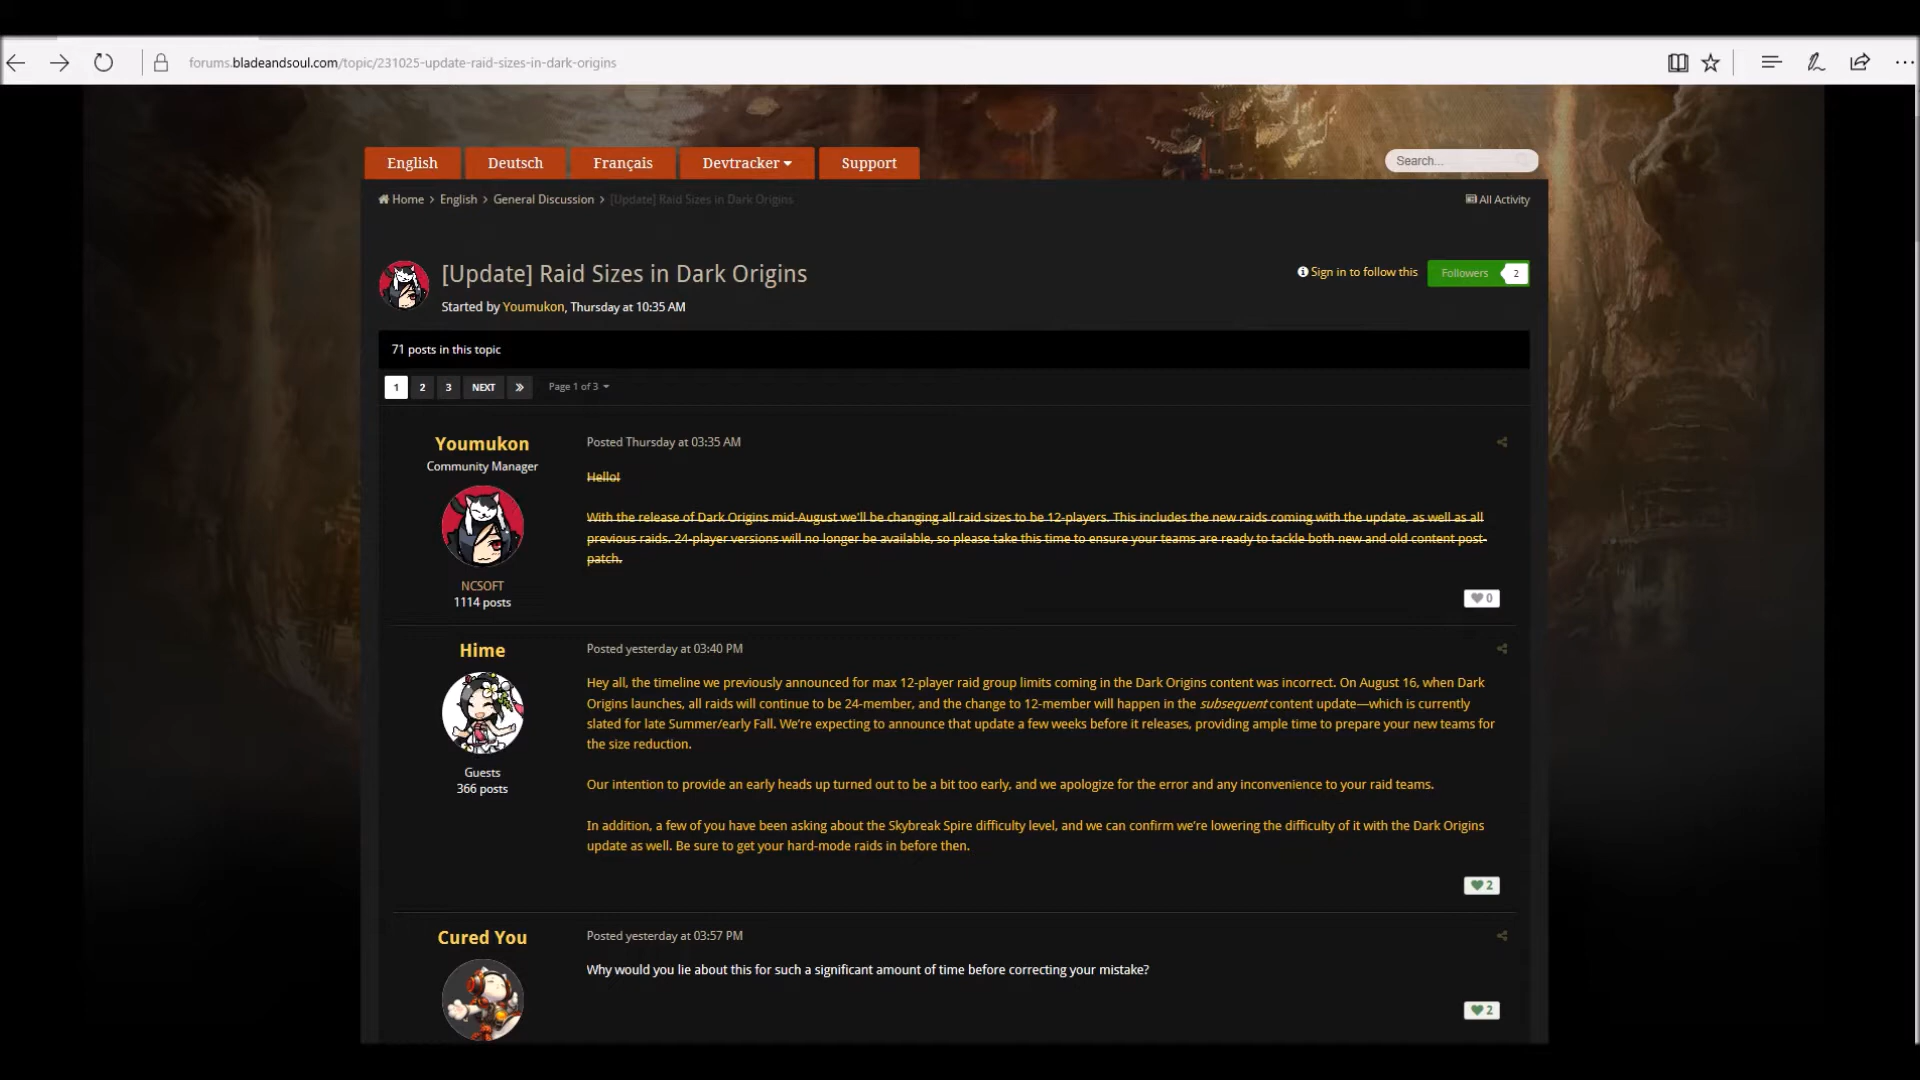 forums.bladeandsoul.com/topic/231025-update-raid-sizes-in-dark-origins
English
Deutsch
Français
Devtracker
Support
Search...
Home > English > General Discussion > [Update] Raid Sizes in Dark Origins
All Activity
[Update] Raid Sizes in Dark Origins
Sign in to follow this
Followers 2
Started by Youmukon, Thursday at 10:35 AM
71 posts in this topic
1 2 3 NEXT » Page 1 of 3
Youmukon
Community Manager
NCSOFT
1114 posts
Posted Thursday at 03:35 AM
Hello!
With the release of Dark Origins mid-August we'll be changing all raid sizes to be 12-players. This includes the new raids coming with the update, as well as all
previous raids. 24-player versions will no longer be available, so please take this time to ensure your teams are ready to tackle both new and old content post-
patch.
0
Hime
Guests
366 posts
Posted yesterday at 03:40 PM
Hey all, the timeline we previously announced for max 12-player raid group limits coming in the Dark Origins content was incorrect. On August 16, when Dark
Origins launches, all raids will continue to be 24-member, and the change to 12-member will happen in the subsequent content update—which is currently
slated for late Summer/early Fall. We're expecting to announce that update a few weeks before it releases, providing ample time to prepare your new teams for
the size reduction.
Our intention to provide an early heads up turned out to be a bit too early, and we apologize for the error and any inconvenience to your raid teams.
In addition, a few of you have been asking about the Skybreak Spire difficulty level, and we can confirm we're lowering the difficulty of it with the Dark Origins
update as well. Be sure to get your hard-mode raids in before then.
2
Cured You
Posted yesterday at 03:57 PM
Why would you lie about this for such a significant amount of time before correcting your mistake?
2